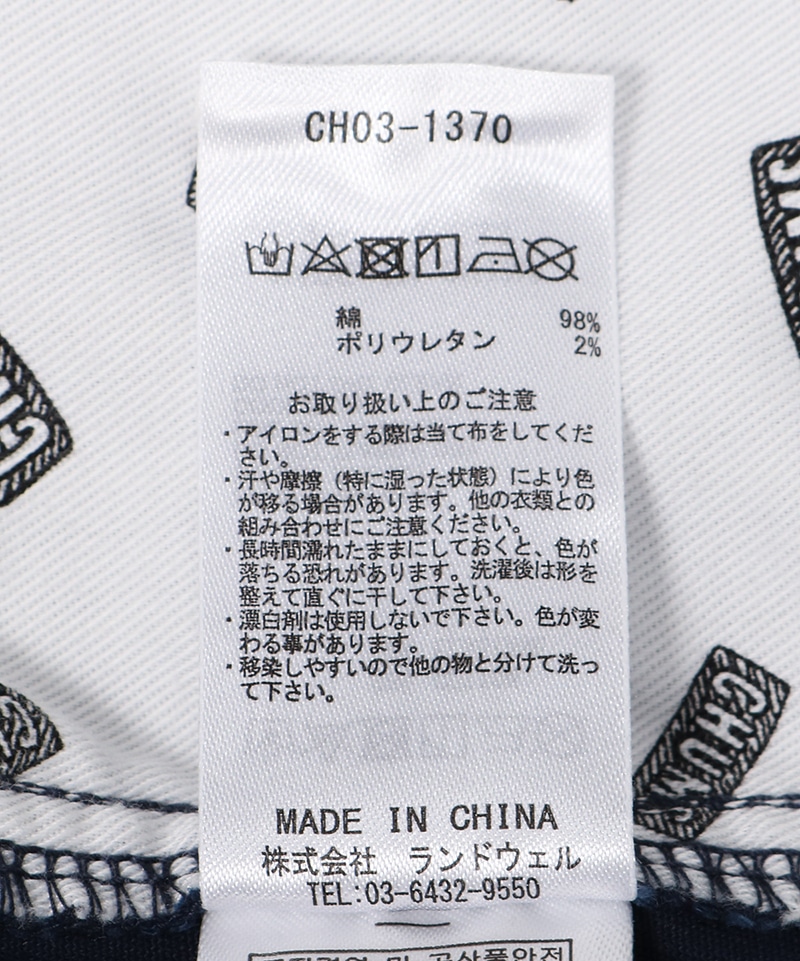 CH03-1370
綿 98%
ポリウレタン 2%
お取り扱い上のご注意
・アイロンをする際は当て布をしてくだ
さい。
・汗や摩擦（特に湿った状態）により色
が移る場合があります。他の衣類との
組み合わせにご注意ください。
・長時間濡れたままにしておくと、色が
落ちる恐れがあります。洗濯後は形を
整えて直ぐに干して下さい。
・漂白剤は使用しないで下さい。色が変
わる事があります。
・移染しやすいので他の物と分けて洗っ
て下さい。
MADE IN CHINA
株式会社 ランドウェル
TEL:03-6432-9550
CHUMS